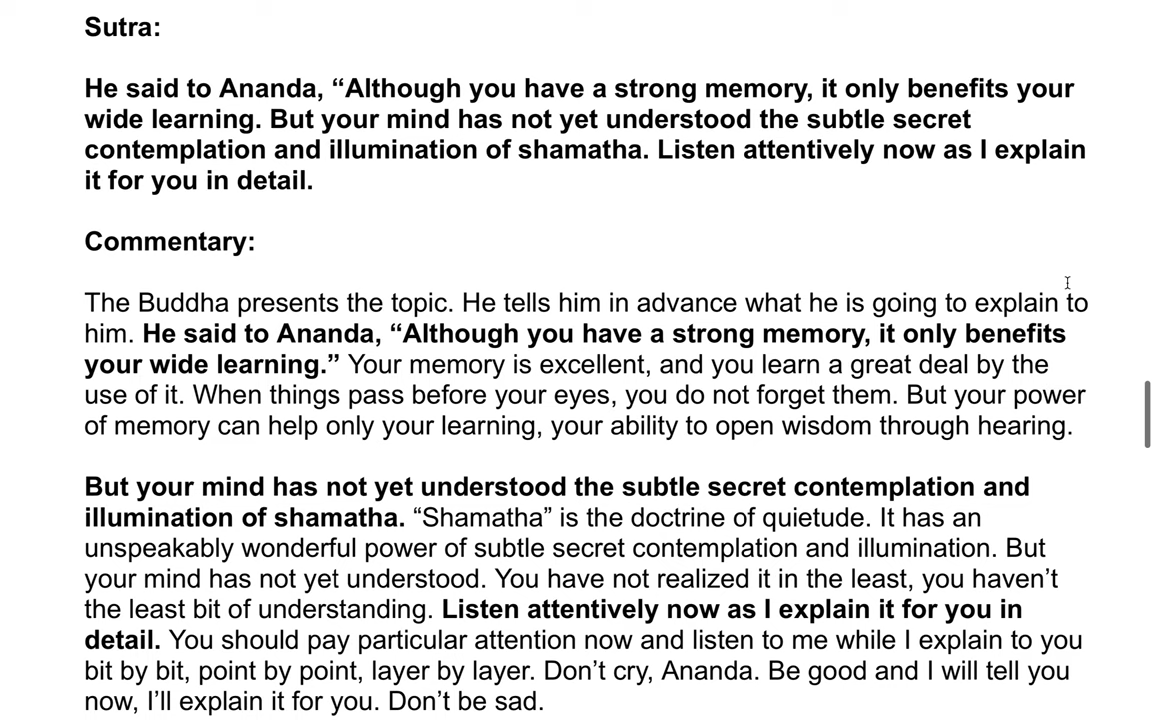 Sutra:
He said to Ananda, “Although you have a strong memory, it only benefits your
wide learning. But your mind has not yet understood the subtle secret
contemplation and illumination of shamatha. Listen attentively now as I explain
it for you in detail.
Commentary:
The Buddha presents the topic. He tells him in advance what he is going to explain to
him. He said to Ananda, “Although you have a strong memory, it only benefits
your wide learning.” Your memory is excellent, and you learn a great deal by the
use of it. When things pass before your eyes, you do not forget them. But your power
of memory can help only your learning, your ability to open wisdom through hearing.
But your mind has not yet understood the subtle secret contemplation and
illumination of shamatha. “Shamatha” is the doctrine of quietude. It has an
unspeakably wonderful power of subtle secret contemplation and illumination. But
your mind has not yet understood. You have not realized it in the least, you haven’t
the least bit of understanding. Listen attentively now as I explain it for you in
detail. You should pay particular attention now and listen to me while I explain to you
bit by bit, point by point, layer by layer. Don’t cry, Ananda. Be good and I will tell you
now, I’ll explain it for you. Don’t be sad.